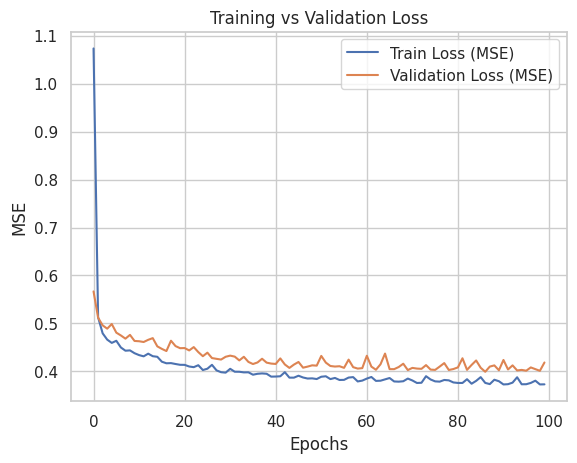 Training vs Validation Loss
Train Loss (MSE)
Validation Loss (MSE)
MSE
1.1
1.0
0.9
0.8
0.7
0.6
0.5
0.4
0 20 40 60 80 100
Epochs